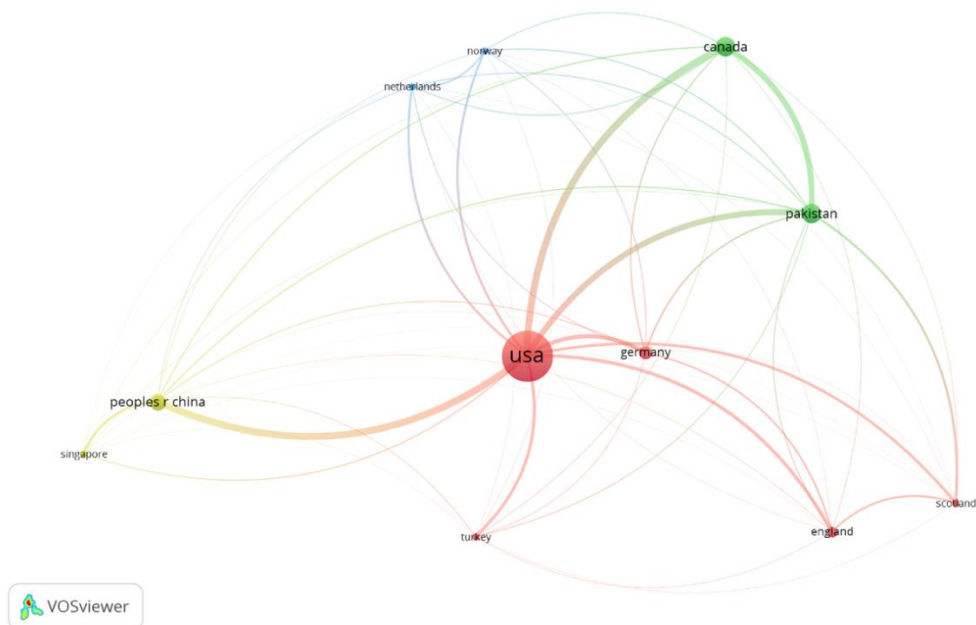 canada
norway
netherlands
pakistan
usa
germany
peoples r china
singapore
scotland
england
turkey
VOSviewer